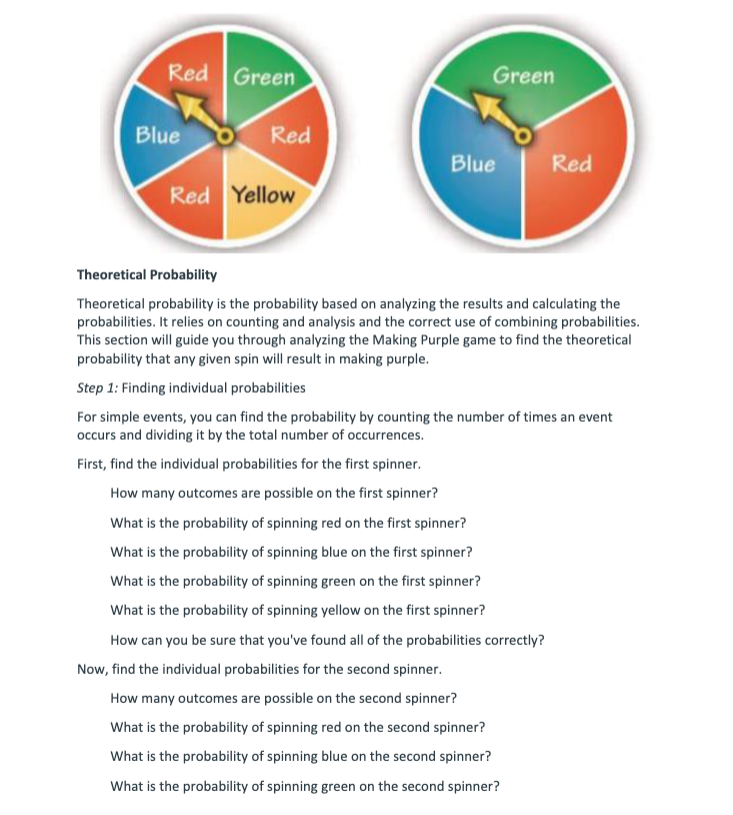 Red
Green
Blue
Red
Red
Yellow
Green
Blue
Red
Theoretical Probability
Theoretical probability is the probability based on analyzing the results and calculating the
probabilities. It relies on counting and analysis and the correct use of combining probabilities.
This section will guide you through analyzing the Making Purple game to find the theoretical
probability that any given spin will result in making purple.
Step 1: Finding individual probabilities
For simple events, you can find the probability by counting the number of times an event
occurs and dividing it by the total number of occurrences.
First, find the individual probabilities for the first spinner.
How many outcomes are possible on the first spinner?
What is the probability of spinning red on the first spinner?
What is the probability of spinning blue on the first spinner?
What is the probability of spinning green on the first spinner?
What is the probability of spinning yellow on the first spinner?
How can you be sure that you've found all of the probabilities correctly?
Now, find the individual probabilities for the second spinner.
How many outcomes are possible on the second spinner?
What is the probability of spinning red on the second spinner?
What is the probability of spinning blue on the second spinner?
What is the probability of spinning green on the second spinner?